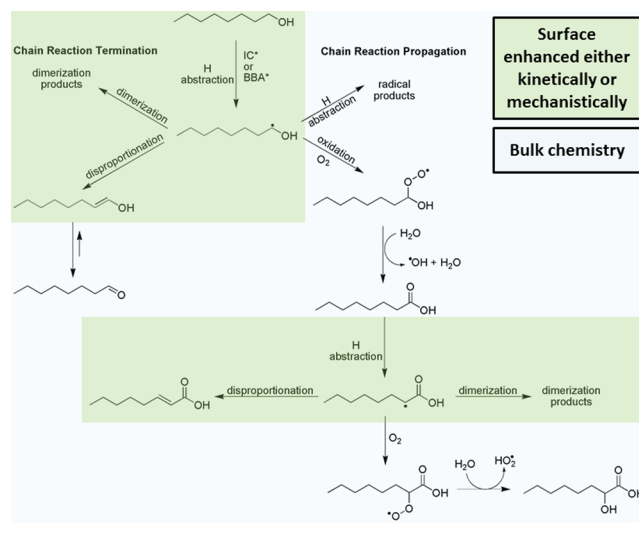 OH
Surface
enhanced either
kinetically or
mechanistically
Chain Reaction Termination
IC*
or
BBA*
H
abstraction
Chain Reaction Propagation
dimerization
products
radical
products
dimerization
H
abstraction
OH
Bulk chemistry
disproportionation
oxidation
O2
O-O•
OH
OH
H2O
•OH + H2O
O
O
OH
H
abstraction
O
OH
disproportionation
O
OH
dimerization
dimerization
products
O2
O
OH
•O-O
H2O
HO2•
O
OH
OH